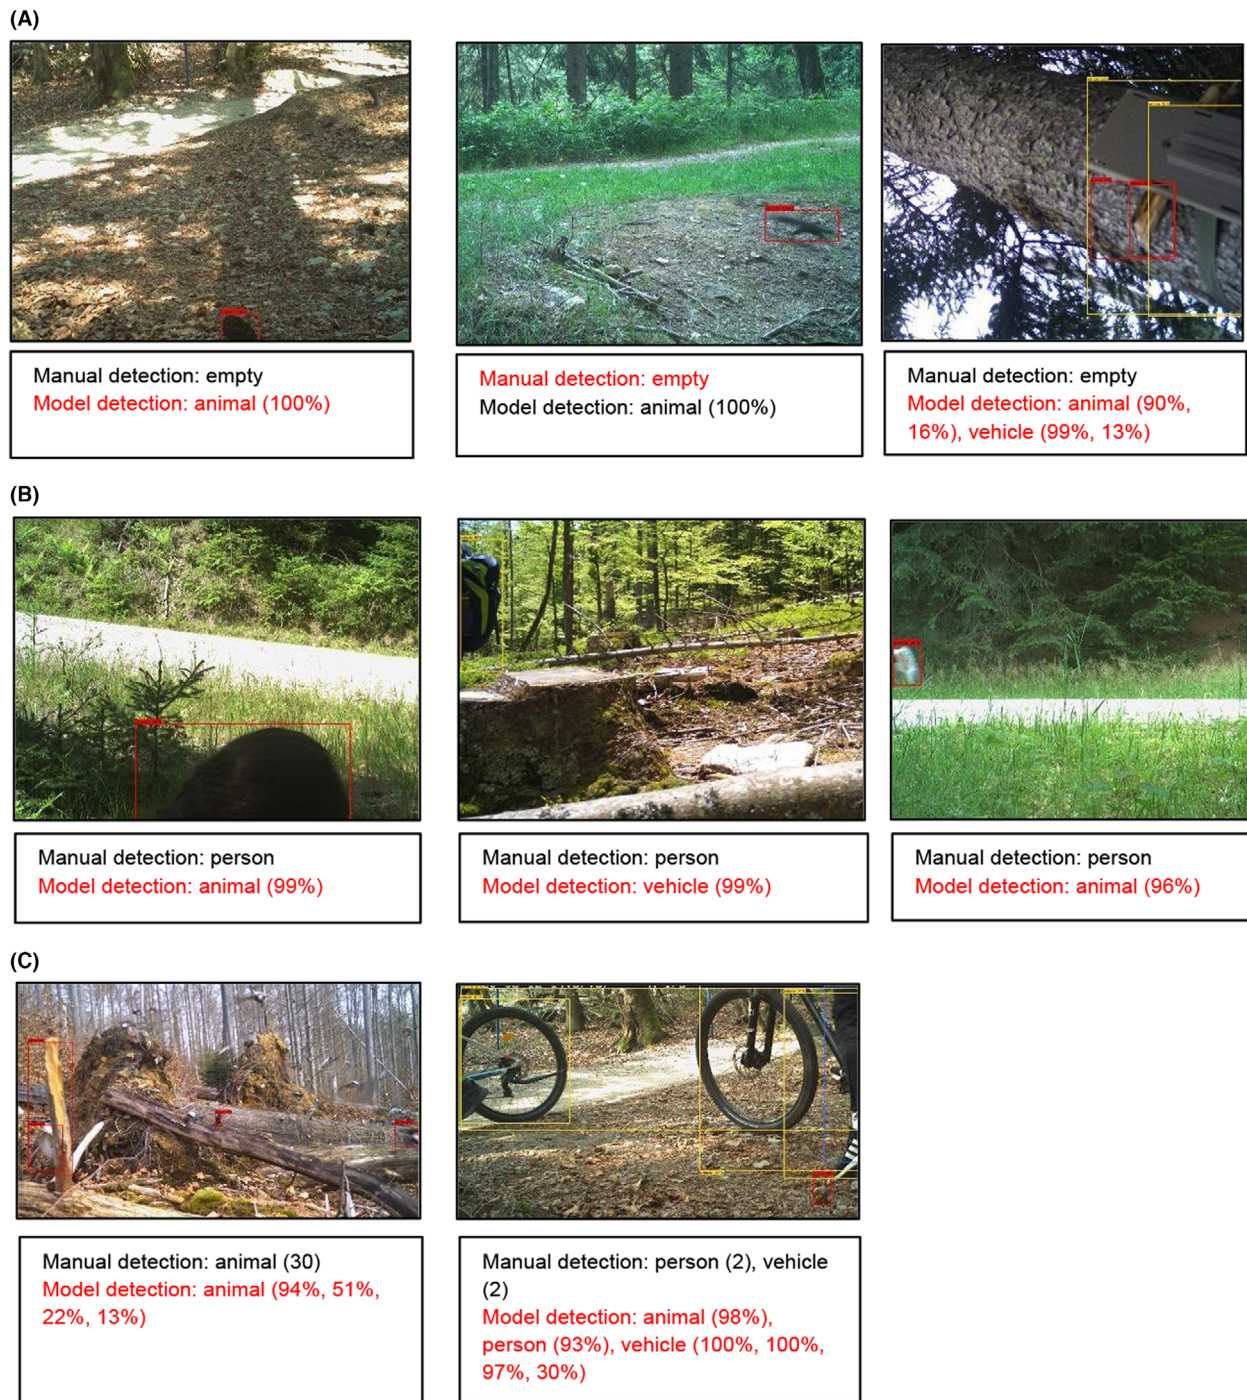 (A)
Manual detection: empty
Model detection: animal (100%)
Manual detection: empty
Model detection: animal (100%)
Manual detection: empty
Model detection: animal (90%,
16%), vehicle (99%, 13%)
(B)
Manual detection: person
Model detection: animal (99%)
Manual detection: person
Model detection: vehicle (99%)
Manual detection: person
Model detection: animal (96%)
(C)
Manual detection: animal (30)
Model detection: animal (94%, 51%,
22%, 13%)
Manual detection: person (2), vehicle
(2)
Model detection: animal (98%),
person (93%), vehicle (100%, 100%,
97%, 30%)